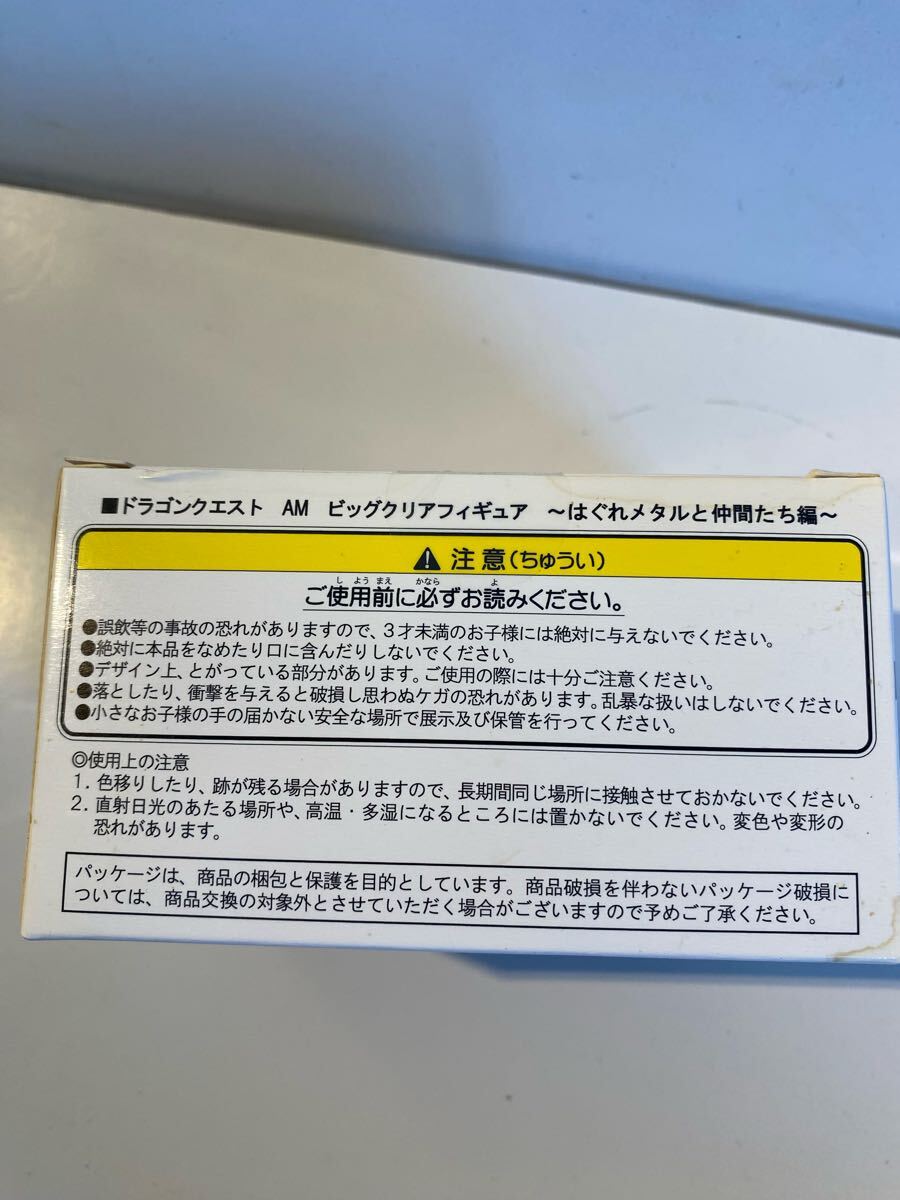 ■ドラゴンクエスト　AM　ビッグクリアフィギュア　～はぐれメタルと仲間たち編～
⚠ 注意(ちゅうい)
ご使用前に必ずお読みください。
しようまえ　かなら　よ
●誤飲等の事故の恐れがありますので、3才未満のお子様には絶対に与えないでください。
●絶対に本品をなめたり口に含んだりしないでください。
●デザイン上、とがっている部分があります。ご使用の際には十分ご注意ください。
●落としたり、衝撃を与えると破損し思わぬケガの恐れがあります。乱暴な扱いはしないでください。
●小さなお子様の手の届かない安全な場所で展示及び保管を行ってください。
◎使用上の注意
1. 色移りしたり、跡が残る場合がありますので、長期間同じ場所に接触させておかないでください。
2. 直射日光のあたる場所や、高温・多湿になるところには置かないでください。変色や変形の
恐れがあります。
パッケージは、商品の梱包と保護を目的としています。商品破損を伴わないパッケージ破損に
ついては、商品交換の対象外とさせていただく場合がございますので予めご了承ください。